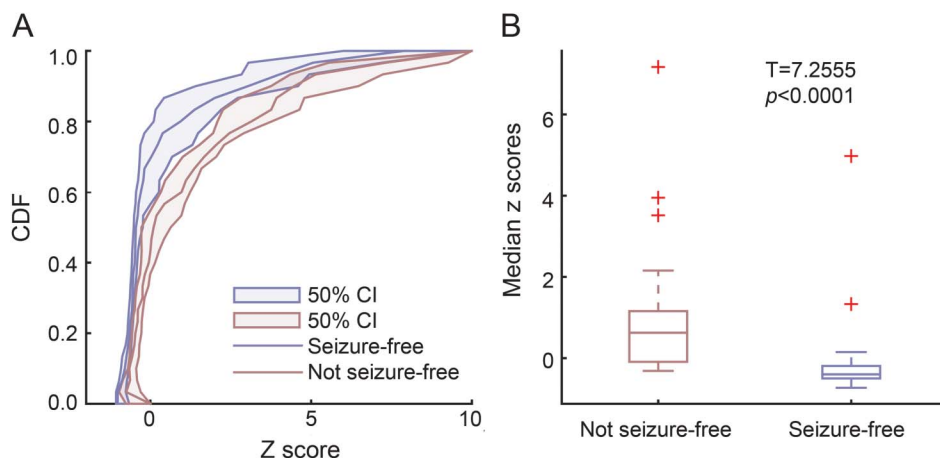 A
CDF
1.0
0.8
0.6
0.4
0.2
0.0
0
5
10
Z score
50% CI
50% CI
Seizure-free
Not seizure-free
B
Median z scores
6
4
2
0
T=7.2555
p<0.0001
Not seizure-free
Seizure-free